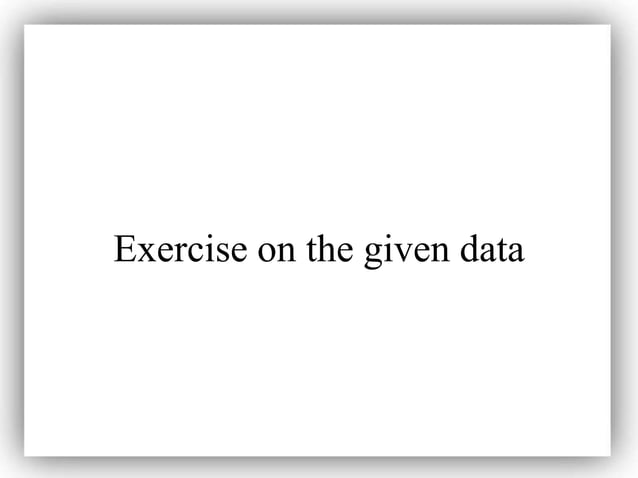 Exercise on the given data